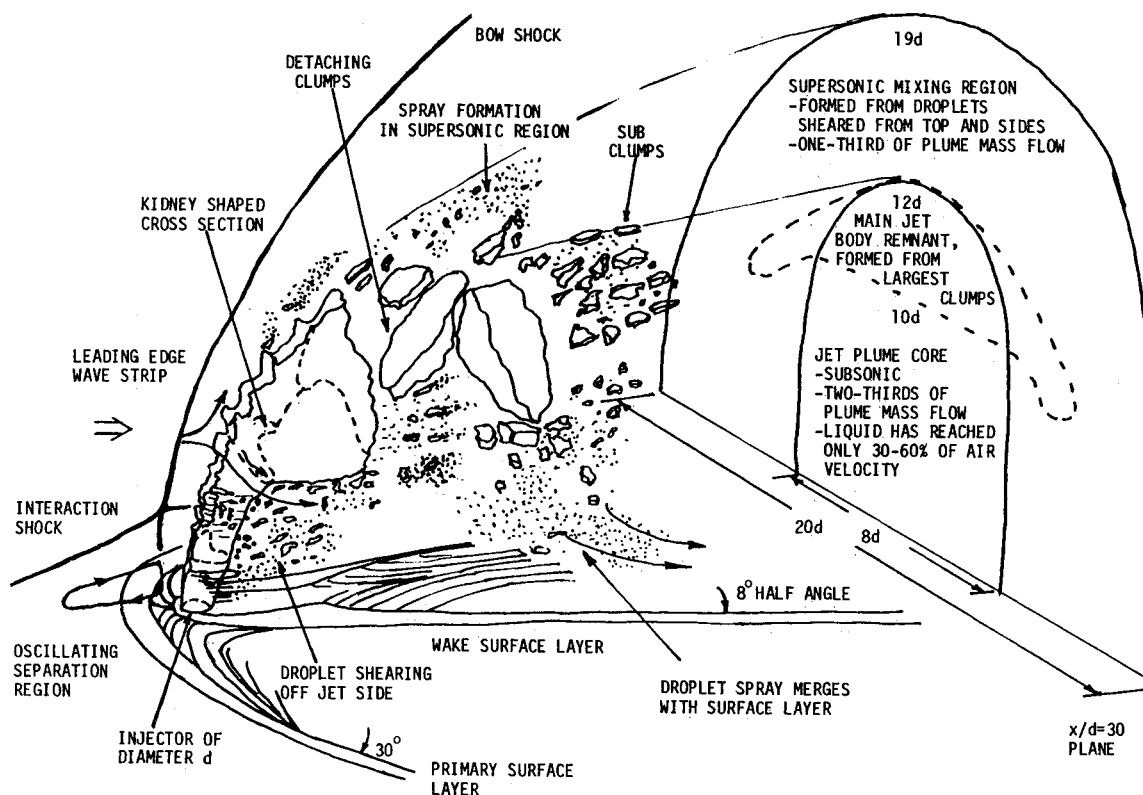 BOW SHOCK
DETACHING
CLUMPS
SPRAY FORMATION
IN SUPERSONIC REGION
SUB
CLUMPS
KIDNEY SHAPED
CROSS SECTION
LEADING EDGE
WAVE STRIP
INTERACTION
SHOCK
OSCILLATING
SEPARATION
REGION
INJECTOR OF
DIAMETER d
DROPLET SHEARING
OFF JET SIDE
30°
PRIMARY SURFACE
LAYER
WAKE SURFACE LAYER
8° HALF ANGLE
DROPLET SPRAY MERGES
WITH SURFACE LAYER
19d
SUPERSONIC MIXING REGION
-FORMED FROM DROPLETS
SHEARED FROM TOP AND SIDES
-ONE-THIRD OF PLUME MASS FLOW
12d
MAIN JET
BODY REMNANT,
FORMED FROM
LARGEST
CLUMPS
10d
JET PLUME CORE
-SUBSONIC
-TWO-THIRDS OF
PLUME MASS FLOW
-LIQUID HAS REACHED
ONLY 30-60% OF AIR
VELOCITY
20d
8d
x/d=30
PLANE